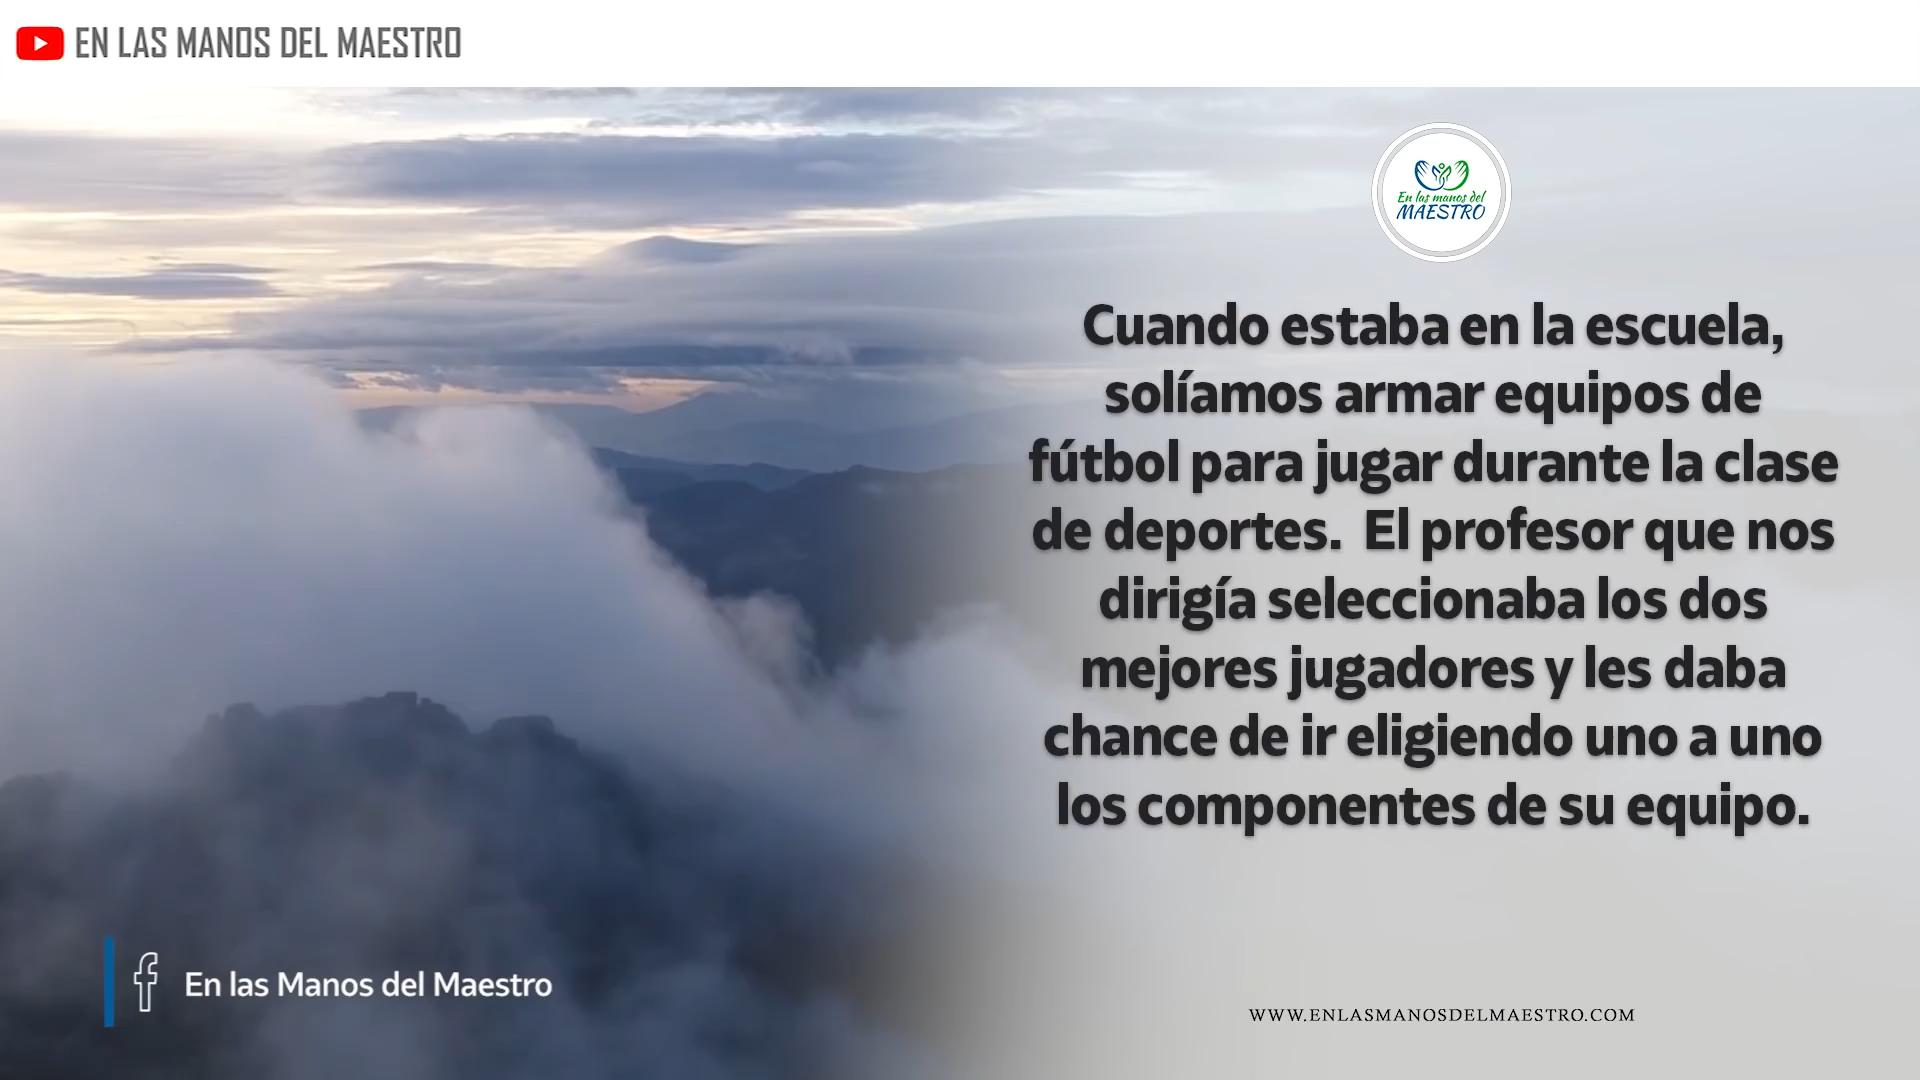 EN LAS MANOS DEL MAESTRO
En las manos del
MAESTRO
Cuando estaba en la escuela,
solíamos armar equipos de
fútbol para jugar durante la clase
de deportes.  El profesor que nos
dirigía seleccionaba los dos
mejores jugadores y les daba
chance de ir eligiendo uno a uno
los componentes de su equipo.
En las Manos del Maestro
WWW.ENLASMANOSDELMAESTRO.COM